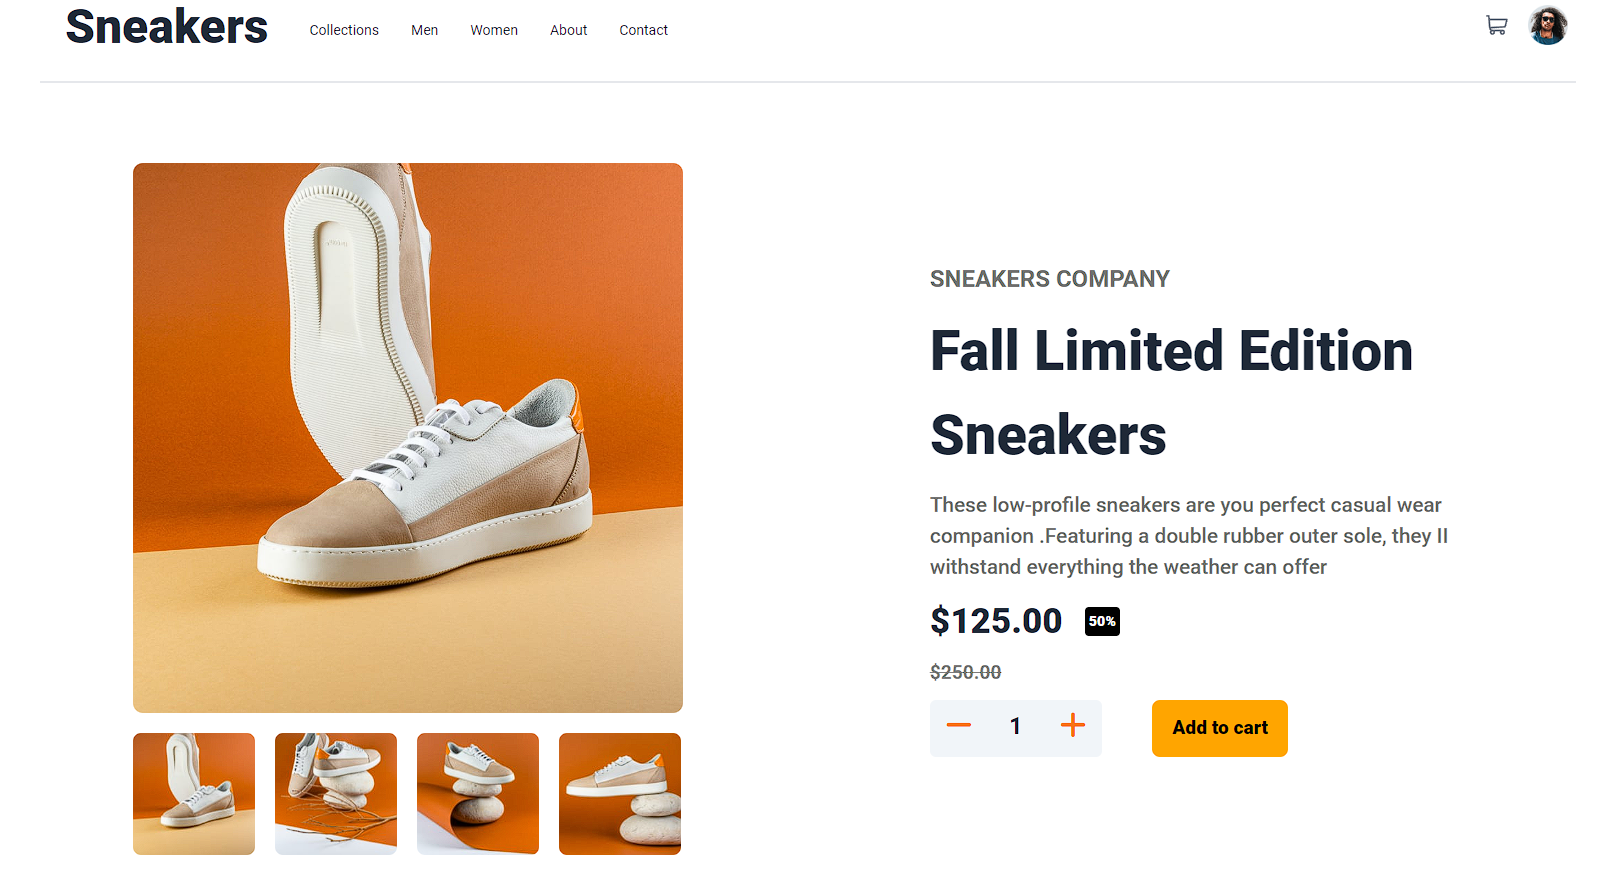 Sneakers
Collections
Men
Women
About
Contact
SNEAKERS COMPANY
Fall Limited Edition
Sneakers
These low-profile sneakers are you perfect casual wear
companion .Featuring a double rubber outer sole, they II
withstand everything the weather can offer
$125.00
50%
$250.00
1
Add to cart